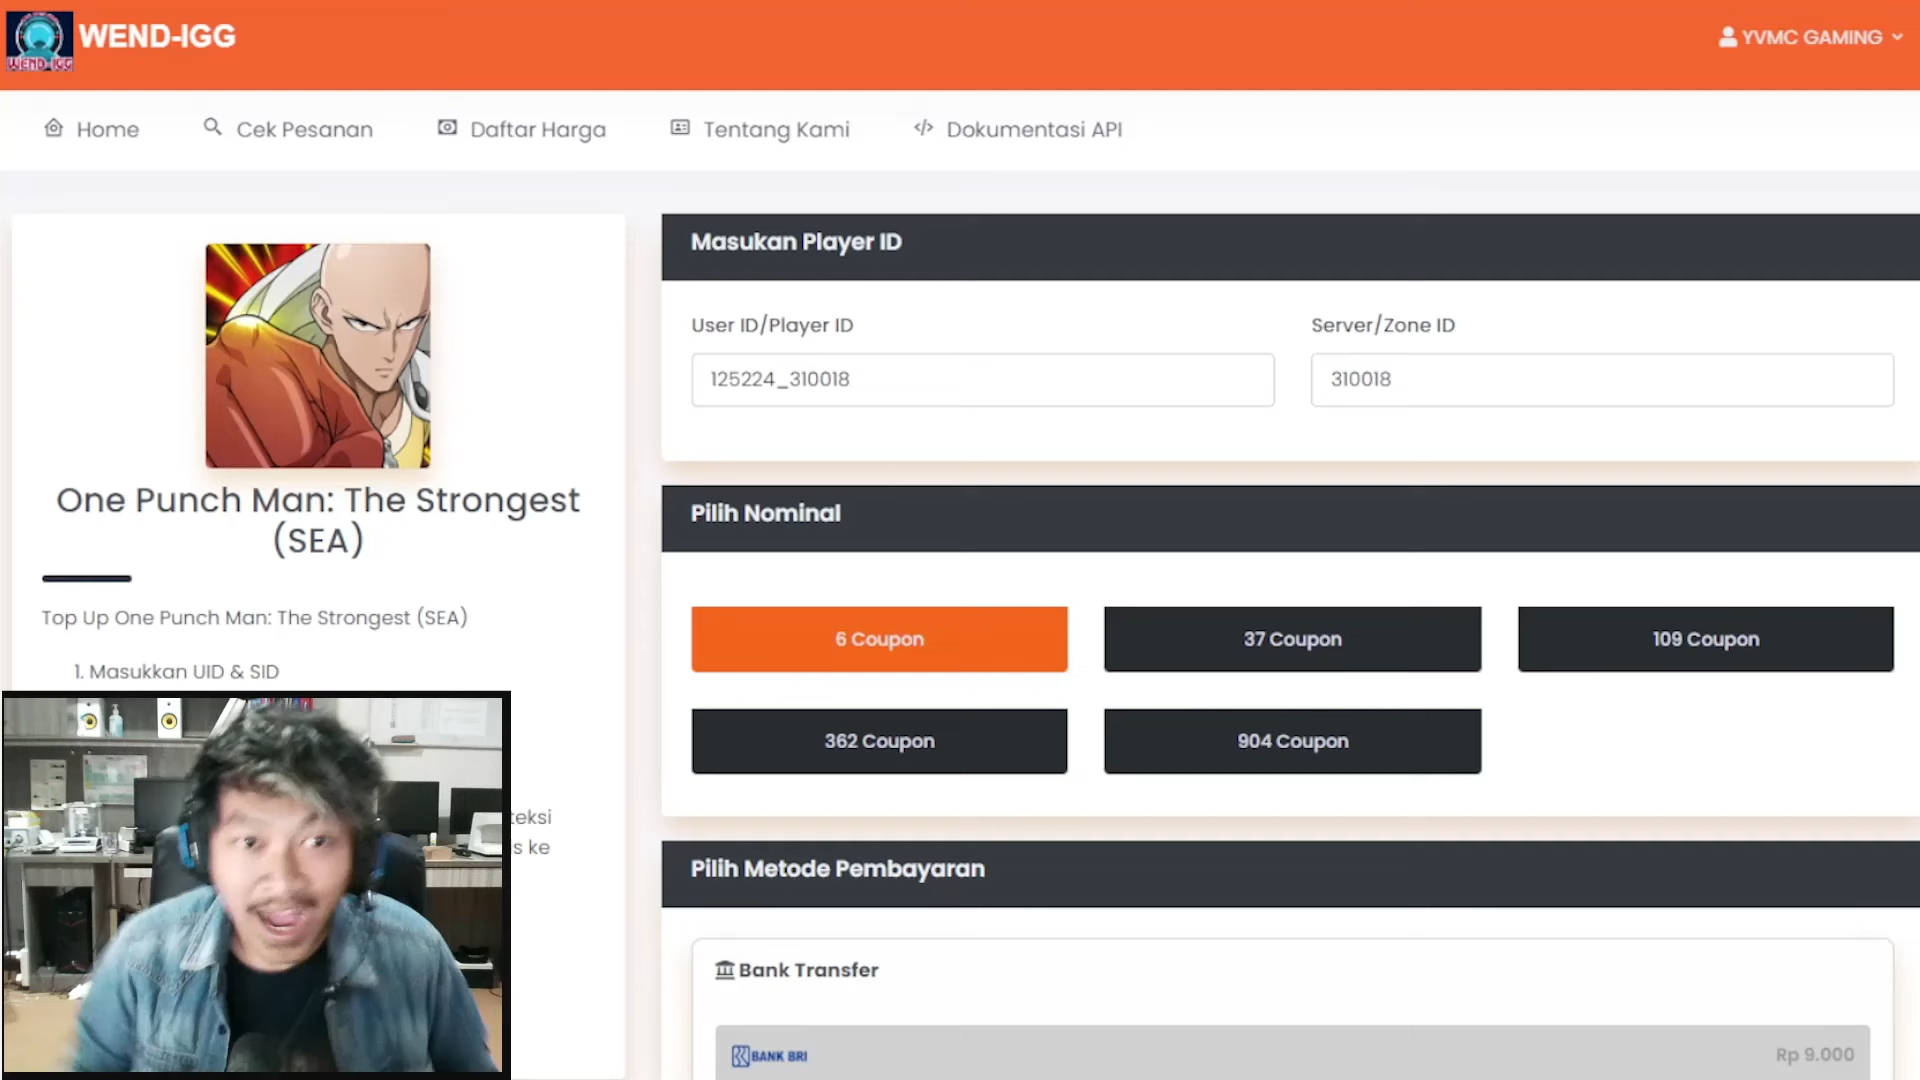 WEND-IGG
WEND-IGG
YVMC GAMING
Home
Cek Pesanan
Daftar Harga
Tentang Kami
Dokumentasi API
One Punch Man: The Strongest
(SEA)
Top Up One Punch Man: The Strongest (SEA)
1. Masukkan UID & SID
teksi
s ke
Masukan Player ID
User ID/Player ID
Server/Zone ID
125224_310018
310018
Pilih Nominal
6 Coupon
37 Coupon
109 Coupon
362 Coupon
904 Coupon
Pilih Metode Pembayaran
Bank Transfer
BANK BRI
Rp 9.000